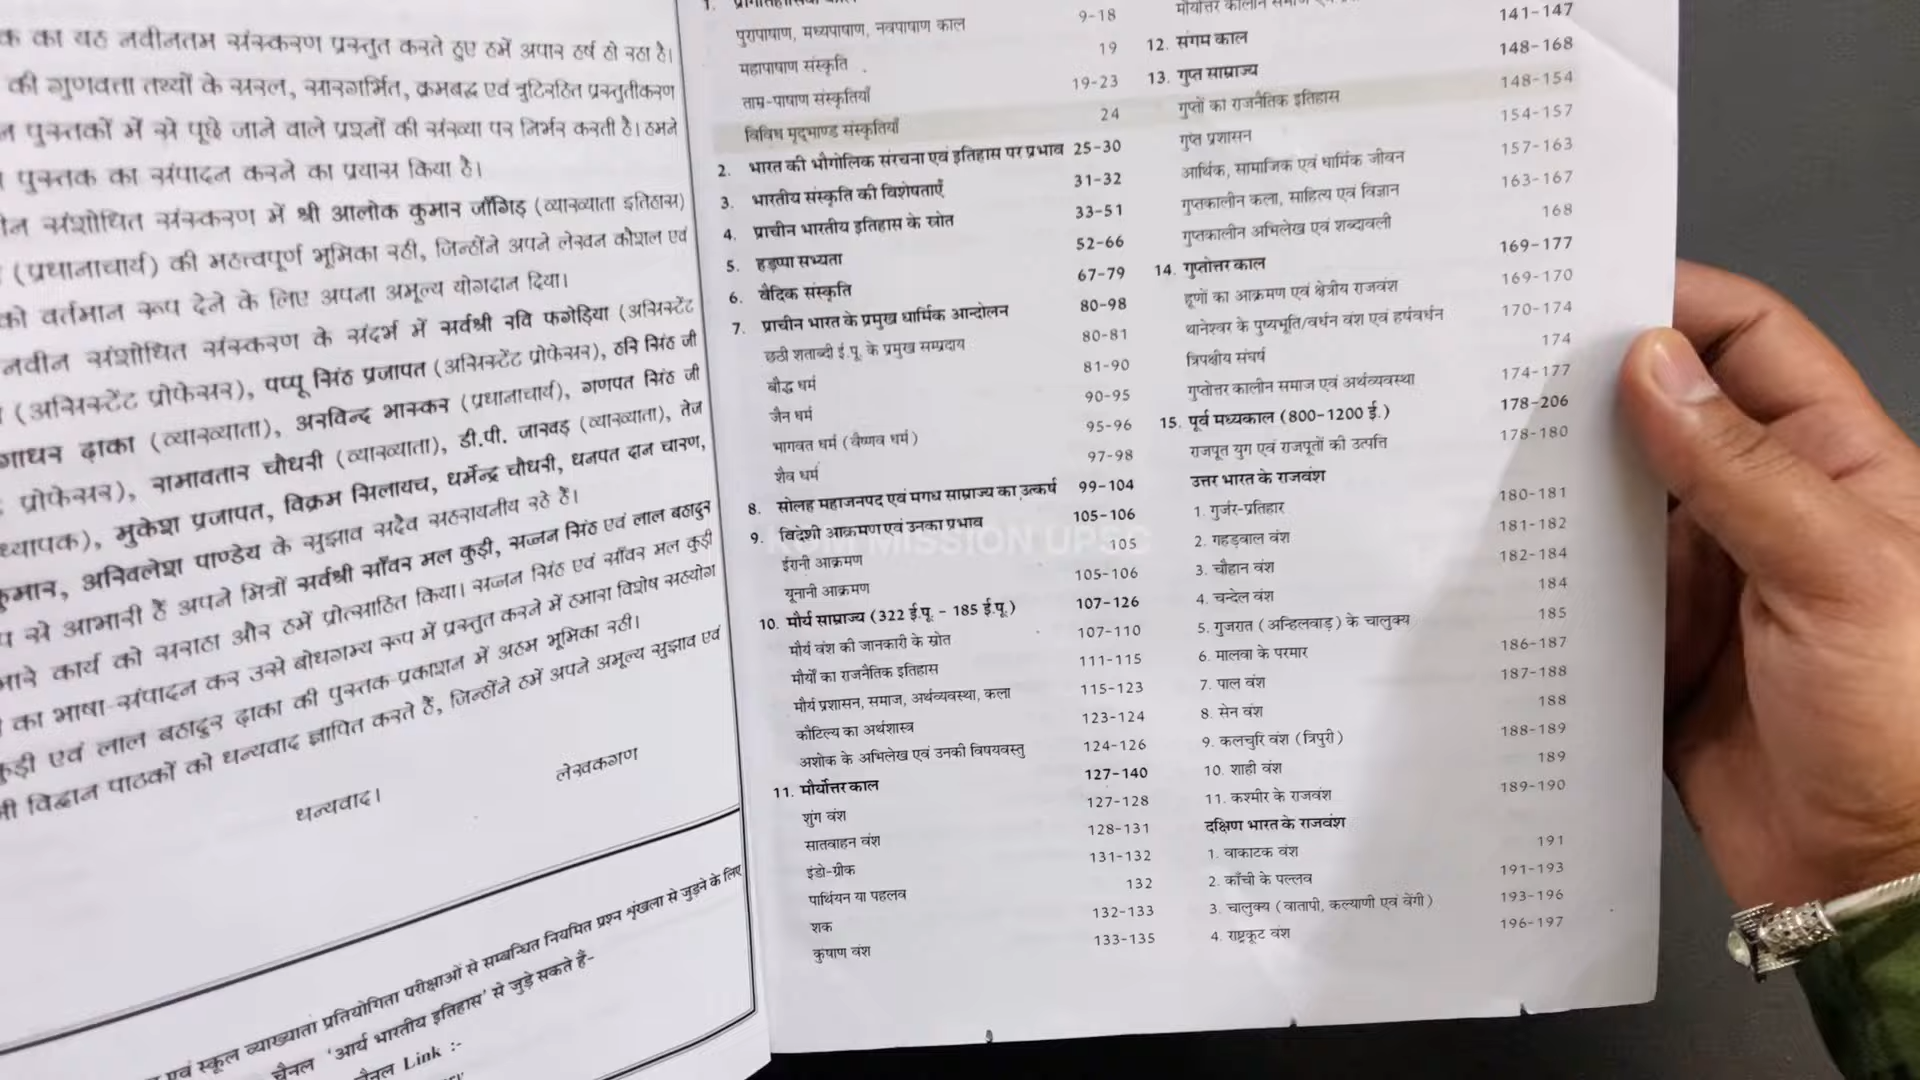 क का यह नवीनतम संस्करण प्रस्तुत करते हुए हमें अपार हर्ष हो रहा है।
की गुणवत्ता तथ्यों के सरल, सारगर्भित, क्रमबद्ध एवं त्रुटिरहित प्रस्तुतीकरण
न पुस्तकों में से पूछे जाने वाले प्रश्नों की संख्या पर निर्भर करती है। हमने
पुस्तक का संपादन करने का प्रयास किया है।
ीन संशोधित संस्करण में श्री आलोक कुमार जाँगिड़ (व्याख्याता इतिहास)
(प्रधानाचार्य) की महत्त्वपूर्ण भूमिका रही, जिन्होंने अपने लेखन कौशल एवं
को वर्तमान रूप देने के लिए अपना अमूल्य योगदान दिया।
नवीन संशोधित संस्करण के संदर्भ में सर्वश्री रवि फगेड़िया (असिस्टेंट
(असिस्टेंट प्रोफेसर), पप्पू सिंह प्रजापत (असिस्टेंट प्रोफेसर), हरि सिंह जी
गाधर ढ़ाका (व्याख्याता), अरविन्द भास्कर (प्रधानाचार्य), गणपत सिंह जी
प्रोफेसर), रामावतार चौधरी (व्याख्याता), डी.पी. जाखड़ (व्याख्याता), तेज
ध्यापक), मुकेश प्रजापत, विक्रम सिलायच, धर्मेन्द्र चौधरी, धनपत दान चारण,
कुमार, अखिलेश पाण्डेय के सुझाव सदैव सराहनीय रहे हैं।
प से आभारी हैं अपने मित्रों सर्वश्री साँवर मल कुड़ी, सज्जन सिंह एवं लाल बहादुर
मारे कार्य को सराहा और हमें प्रोत्साहित किया। सज्जन सिंह एवं साँवर मल कुड़ी
का भाषा-संपादन कर उसे बोधगम्य रूप में प्रस्तुत करने में हमारा विशेष सहयोग
कुड़ी एवं लाल बहादुर ढ़ाका की पुस्तक प्रकाशन में अहम भूमिका रही।
ी विद्वान पाठकों को धन्यवाद ज्ञापित करते हैं, जिन्होंने हमें अपने अमूल्य सुझाव एवं
धन्यवाद।
लेखकगण
एवं स्कूल व्याख्याता प्रतियोगिता परीक्षाओं से सम्बन्धित नियमित प्रश्न शृंखला से जुड़ने के लिए
चैनल 'आर्य भारतीय इतिहास' से जुड़े सकते हैं-
चैनल Link :-
1. प्रागैतिहासिक काल
पुरापाषाण, मध्यपाषाण, नवपाषाण काल 9-18
महापाषाण संस्कृति 19
ताम्र-पाषाण संस्कृतियाँ 19-23
विविध मृद्भाण्ड संस्कृतियाँ 24
2. भारत की भौगोलिक संरचना एवं इतिहास पर प्रभाव 25-30
3. भारतीय संस्कृति की विशेषताएँ 31-32
4. प्राचीन भारतीय इतिहास के स्रोत 33-51
5. हड़प्पा सभ्यता 52-66
6. वैदिक संस्कृति 67-79
7. प्राचीन भारत के प्रमुख धार्मिक आन्दोलन 80-98
छठी शताब्दी ई.पू. के प्रमुख सम्प्रदाय 80-81
बौद्ध धर्म 81-90
जैन धर्म 90-95
भागवत धर्म (वैष्णव धर्म) 95-96
शैव धर्म 97-98
8. सोलह महाजनपद एवं मगध साम्राज्य का उत्कर्ष 99-104
9. विदेशी आक्रमण एवं उनका प्रभाव 105-106
ईरानी आक्रमण 105
यूनानी आक्रमण 105-106
10. मौर्य साम्राज्य (322 ई.पू. - 185 ई.पू.) 107-126
मौर्य वंश की जानकारी के स्रोत 107-110
मौर्यों का राजनैतिक इतिहास 111-115
मौर्य प्रशासन, समाज, अर्थव्यवस्था, कला 115-123
कौटिल्य का अर्थशास्त्र 123-124
अशोक के अभिलेख एवं उनकी विषयवस्तु 124-126
11. मौर्योत्तर काल 127-140
शुंग वंश 127-128
सातवाहन वंश 128-131
इंडो-ग्रीक 131-132
पार्थियन या पहलव 132
शक 132-133
कुषाण वंश 133-135
मौर्योत्तर कालीन समाज एवं
12. संगम काल 141-147
13. गुप्त साम्राज्य 148-168
गुप्तों का राजनैतिक इतिहास 148-154
गुप्त प्रशासन 154-157
आर्थिक, सामाजिक एवं धार्मिक जीवन 157-163
गुप्तकालीन कला, साहित्य एवं विज्ञान 163-167
गुप्तकालीन अभिलेख एवं शब्दावली 168
14. गुप्तोत्तर काल 169-177
हूणों का आक्रमण एवं क्षेत्रीय राजवंश 169-170
थानेश्वर के पुष्यभूति/वर्धन वंश एवं हर्षवर्धन 170-174
त्रिपक्षीय संघर्ष 174
गुप्तोत्तर कालीन समाज एवं अर्थव्यवस्था 174-177
15. पूर्व मध्यकाल (800-1200 ई.) 178-206
राजपूत युग एवं राजपूतों की उत्पत्ति 178-180
उत्तर भारत के राजवंश
1. गुर्जर-प्रतिहार 180-181
2. गहड़वाल वंश 181-182
3. चौहान वंश 182-184
4. चन्देल वंश 184
5. गुजरात (अन्हिलवाड़) के चालुक्य 185
6. मालवा के परमार 186-187
7. पाल वंश 187-188
8. सेन वंश 188
9. कलचुरि वंश (त्रिपुरी) 188-189
10. शाही वंश 189
11. कश्मीर के राजवंश 189-190
दक्षिण भारत के राजवंश
1. वाकाटक वंश 191
2. काँची के पल्लव 191-193
3. चालुक्य (वातापी, कल्याणी एवं वेंगी) 193-196
4. राष्ट्रकूट वंश 196-197
MISSION UPSC